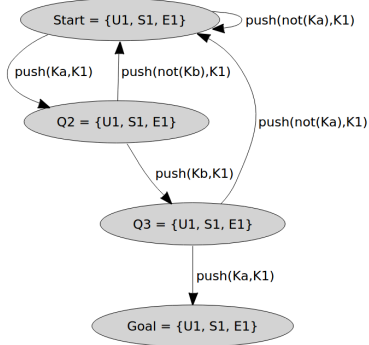 Start = {U1, S1, E1}
push(not(Ka),K1)
push(Ka,K1)
push(not(Kb),K1)
Q2 = {U1, S1, E1}
push(not(Ka),K1)
push(Kb,K1)
Q3 = {U1, S1, E1}
push(Ka,K1)
Goal = {U1, S1, E1}